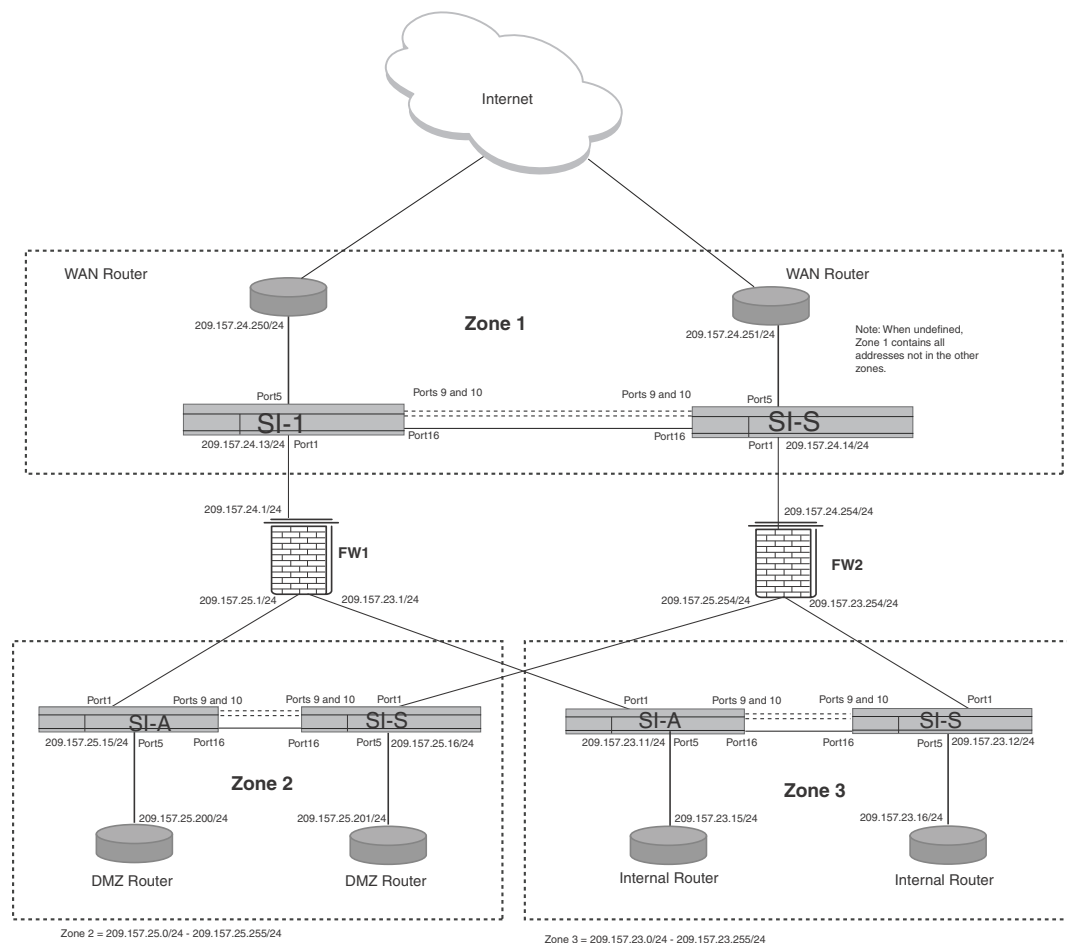 Internet
WAN Router
WAN Router
209.157.24.250/24
Zone 1
209.157.24.251/24
Note: When undefined,
Zone 1 contains all
addresses not in the other
zones.
Port5
Ports 9 and 10
Ports 9 and 10
Port5
SI-1
SI-S
209.157.24.13/24
Port1
Port16
Port16
Port1
209.157.24.14/24
209.157.24.1/24
209.157.24.254/24
FW1
FW2
209.157.25.1/24
209.157.23.1/24
209.157.25.254/24
209.157.23.254/24
Port1
Ports 9 and 10
Ports 9 and 10
Port1
Port1
Ports 9 and 10
Ports 9 and 10
Port1
SI-A
SI-S
SI-A
SI-S
209.157.25.15/24
Port5
Port16
Port16
Port5
209.157.25.16/24
209.157.23.11/24
Port5
Port16
Port16
Port5
209.157.23.12/24
Zone 2
Zone 3
209.157.25.200/24
209.157.25.201/24
209.157.23.15/24
209.157.23.16/24
DMZ Router
DMZ Router
Internal Router
Internal Router
Zone 2 = 209.157.25.0/24 - 209.157.25.255/24
Zone 3 = 209.157.23.0/24 - 209.157.23.255/24